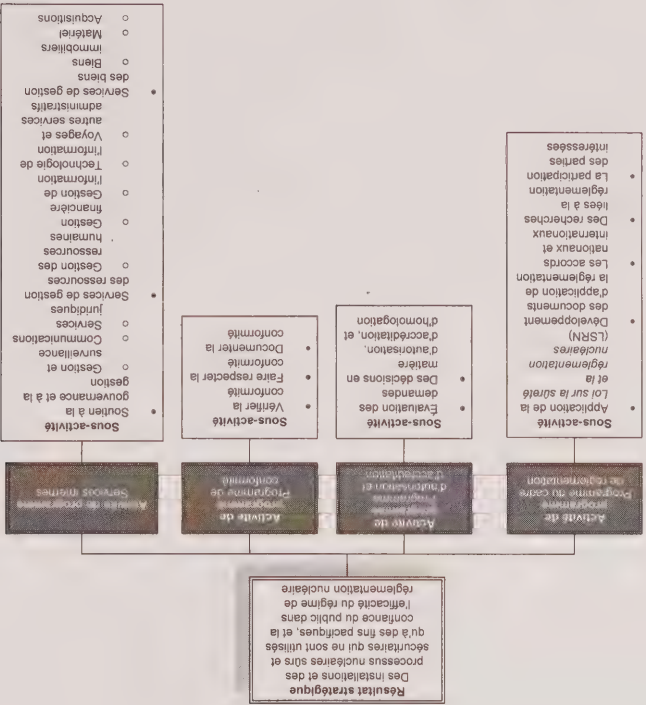 Résultat stratégique
Des installations et des
processus nucléaires sûrs et
sécuritaires qui ne sont utilisés
qu'à des fins pacifiques, et la
confiance du public dans
l'efficacité du régime de
réglementation nucléaire
Activité de
programme
Programme du cadre
de réglementation
Sous-activité
• Application de la
Loi sur la sûreté
et la
réglementation
nucléaires
(LSRN)
• Développement
des documents
d'application de
la réglementation
• Les accords
nationaux et
internationaux
• Des recherches
liées à la
réglementation
• La participation
des parties
intéressées
Activité de
programme
Programme
d'autorisation et
d'accréditation
Sous-activité
• Évaluation des
demandes
• Des décisions en
matière
d'autorisation,
d'accréditation, et
d'homologation
Activité de
programme
Programme de
conformité
Sous-activité
• Vérifier la
conformité
• Faire respecter la
conformité
• Documenter la
conformité
Activité de programme
Services internes
Sous-activité
• Soutien à la
gouvernance et à la
gestion
o Gestion et
surveillance
o Communications
o Services
juridiques
• Services de gestion
des ressources
o Gestion des
ressources
humaines
o Gestion
financière
o Gestion de
l'information
o Technologie de
l'information
o Voyages et
autres services
administratifs
• Services de gestion
des biens
o Biens
immobiliers
o Matériel
o Acquisitions